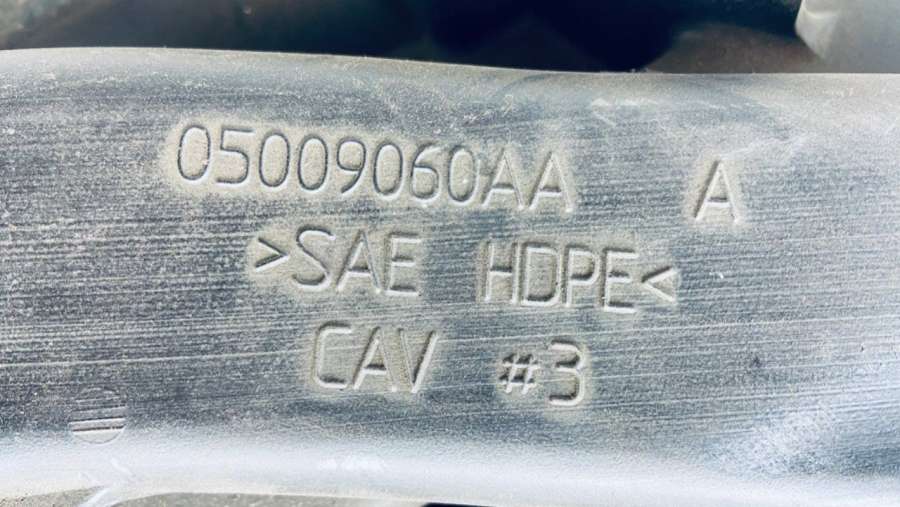 05009060AA A
>SAE HDPE<
CAV #3